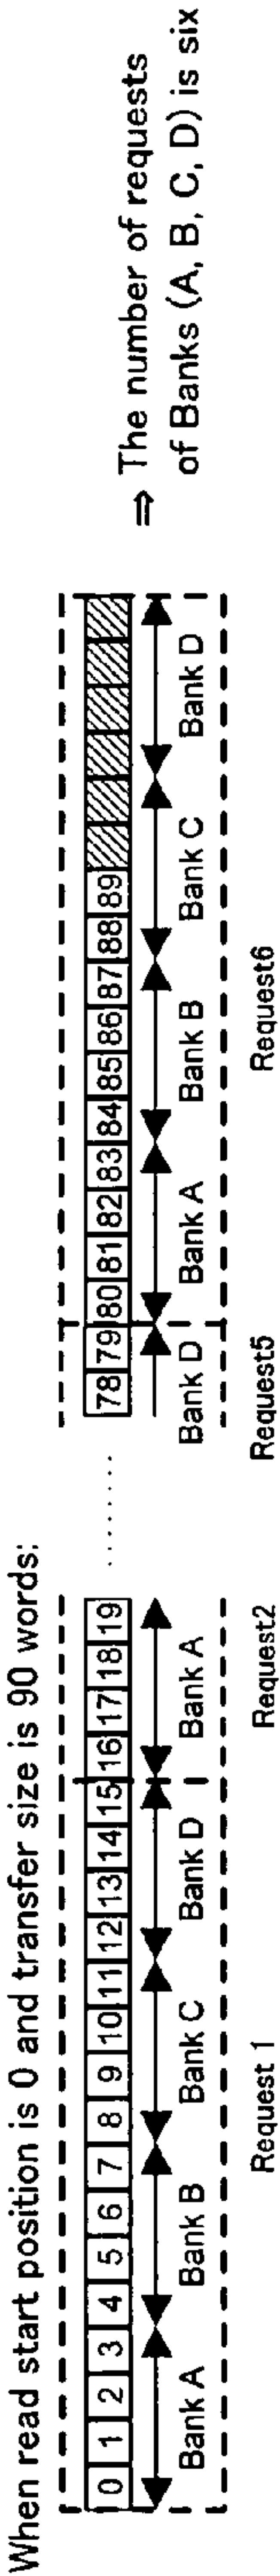 When read start position is 0 and transfer size is 90 words:
0 1 2 3 4 5 6 7 8 9 10 11 12 13 14 15 16 17 18 19 ........ 78 79 80 81 82 83 84 85 86 87 88 89
Bank A Bank B Bank C Bank D Bank A Bank D Bank A Bank B Bank C Bank D
Request 1 Request2 Request5 Request6
⇒ The number of requests
of Banks (A, B, C, D) is six